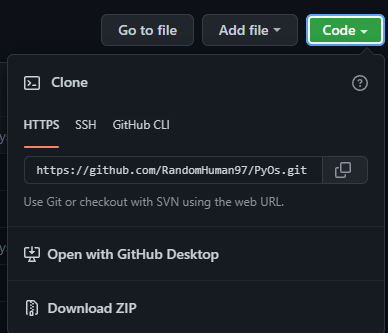 Go to file Add file Code
Clone
HTTPS SSH GitHub CLI
https://github.com/RandomHuman97/PyOs.git
Use Git or checkout with SVN using the web URL.
Open with GitHub Desktop
Download ZIP